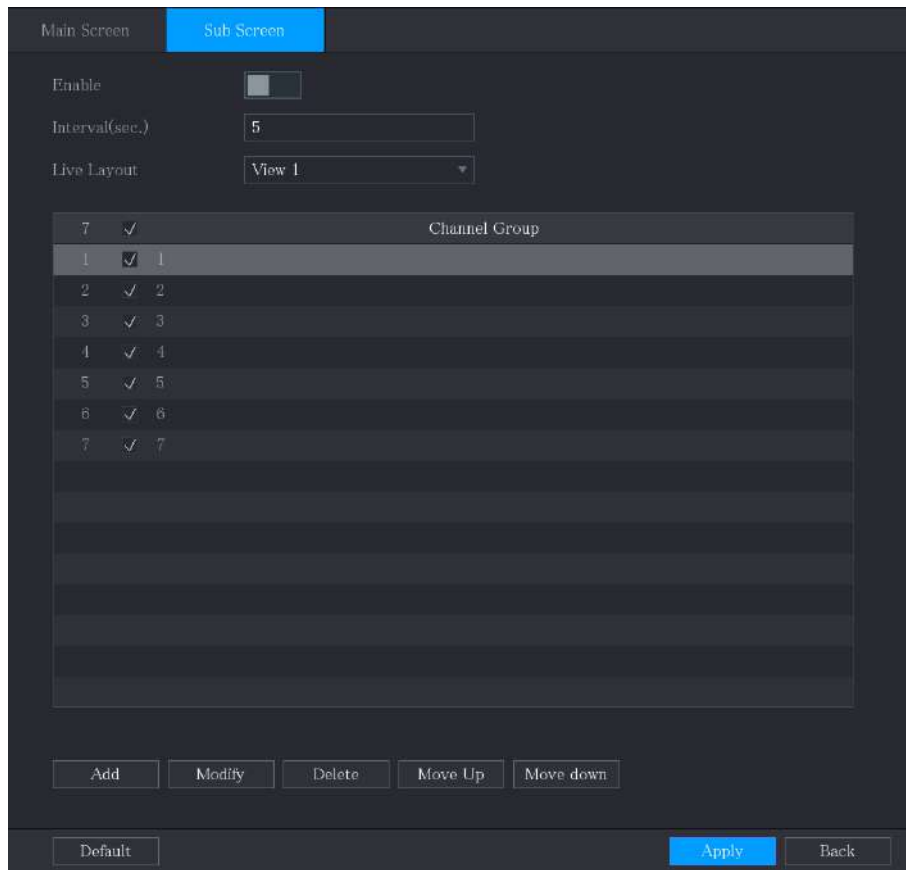 Main Screen Sub Screen
Enable
Interval(sec.) 5
Live Layout View 1
7 Channel Group
1 1
2 2
3 3
4 4
5 5
6 6
7 7
Add Modify Delete Move Up Move down
Default Apply Back